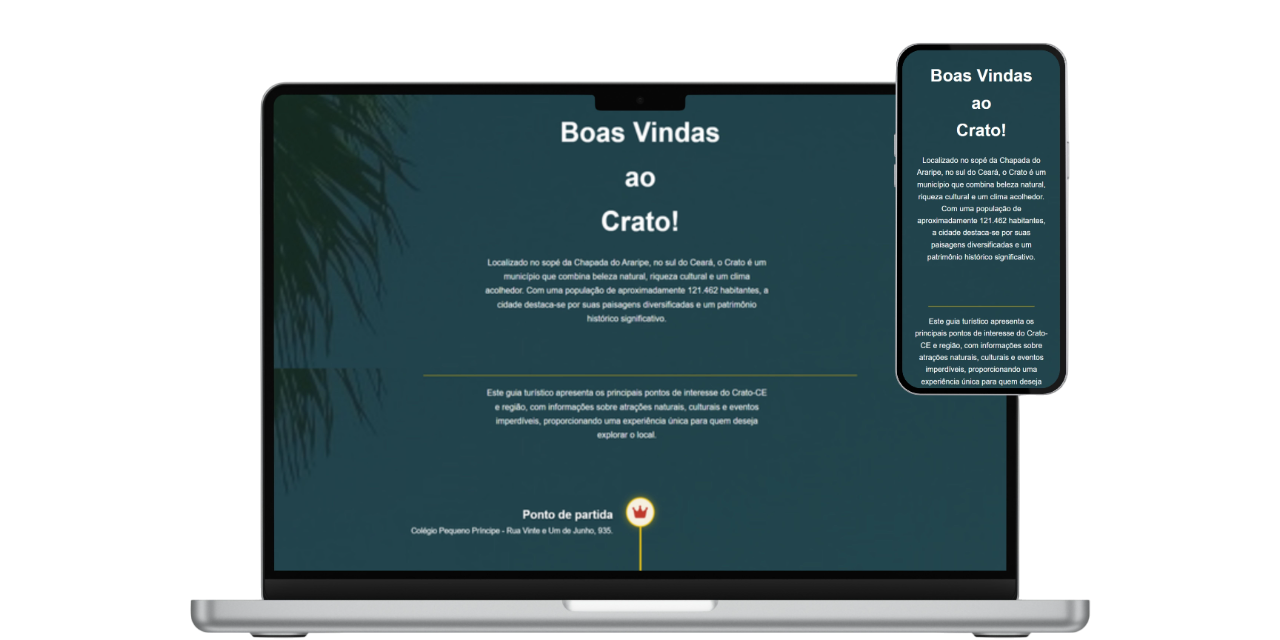 Boas Vindas
ao
Crato!
Localizado no sopé da Chapada do Araripe, no sul do Ceará, o Crato é um
município que combina beleza natural, riqueza cultural e um clima
acolhedor. Com uma população de aproximadamente 121.462 habitantes, a
cidade destaca-se por suas paisagens diversificadas e um patrimônio
histórico significativo.
Este guia turístico apresenta os principais pontos de interesse do Crato-CE
e região, com informações sobre atrações naturais, culturais e eventos
imperdíveis, proporcionando uma experiência única para quem deseja
explorar o local.
Ponto de partida
Colégio Pequeno Príncipe - Rua Vinte e Um de Junho, 935.
Boas Vindas
ao
Crato!
Localizado no sopé da Chapada do
Araripe, no sul do Ceará, o Crato é um
município que combina beleza natural,
riqueza cultural e um clima acolhedor.
Com uma população de
aproximadamente 121.462 habitantes,
a cidade destaca-se por suas
paisagens diversificadas e um
patrimônio histórico significativo.
Este guia turístico apresenta os
principais pontos de interesse do Crato-
CE e região, com informações sobre
atrações naturais, culturais e eventos
imperdíveis, proporcionando uma
experiência única para quem deseja